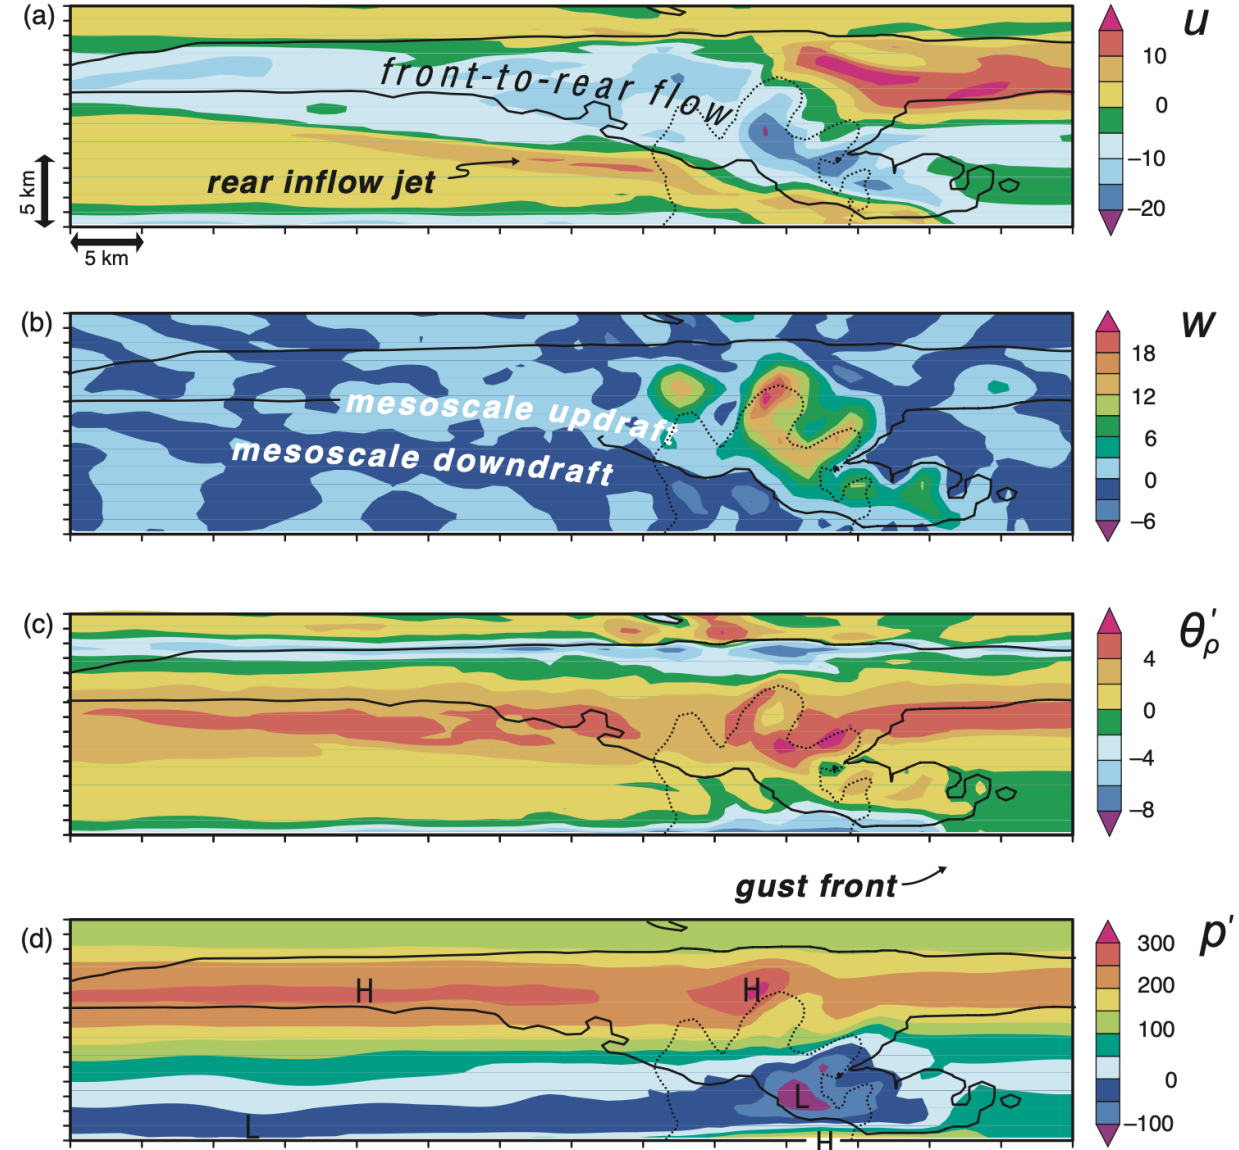 (a)
u
front-to-rear flow
rear inflow jet
5 km
5 km
10
0
−10
−20
(b)
w
mesoscale updraft
mesoscale downdraft
18
12
6
0
−6
(c)
θ′ρ
4
0
−4
−8
gust front
(d)
p′
H
H
L
L
H
300
200
100
0
−100